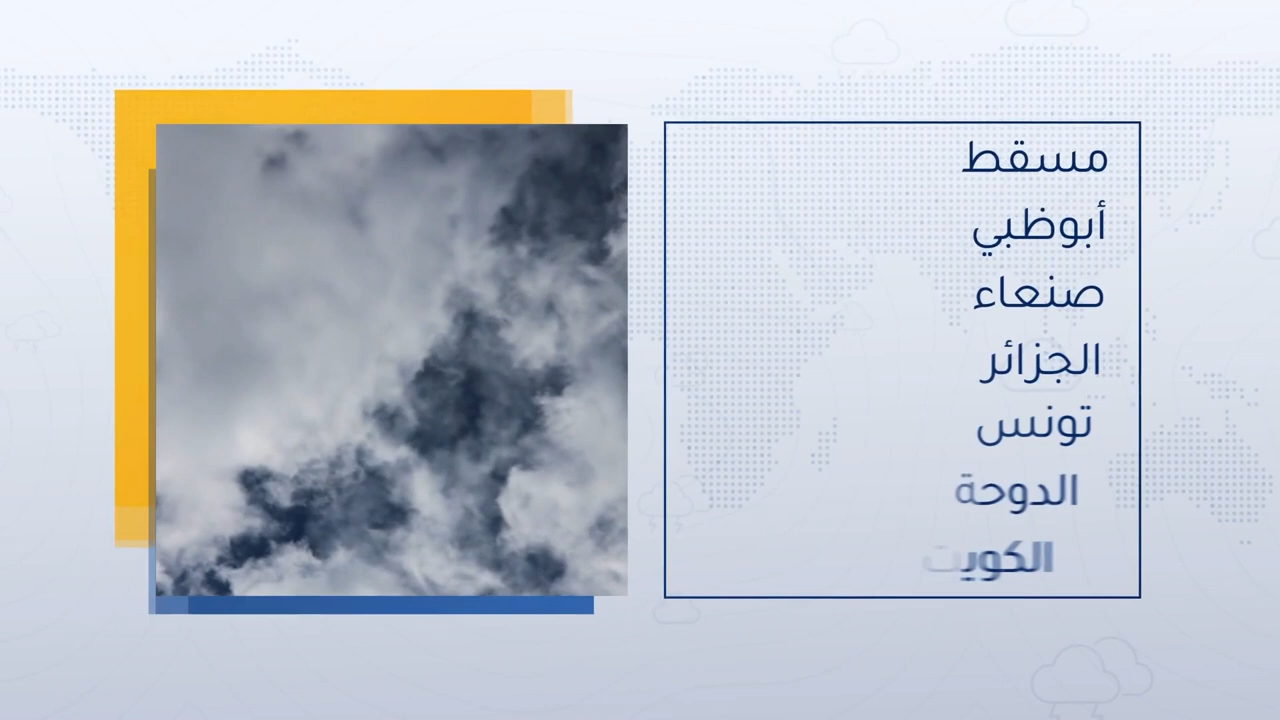 مسقط
أبوظبي
صنعاء
الجزائر
تونس
الدوحة
الكويت